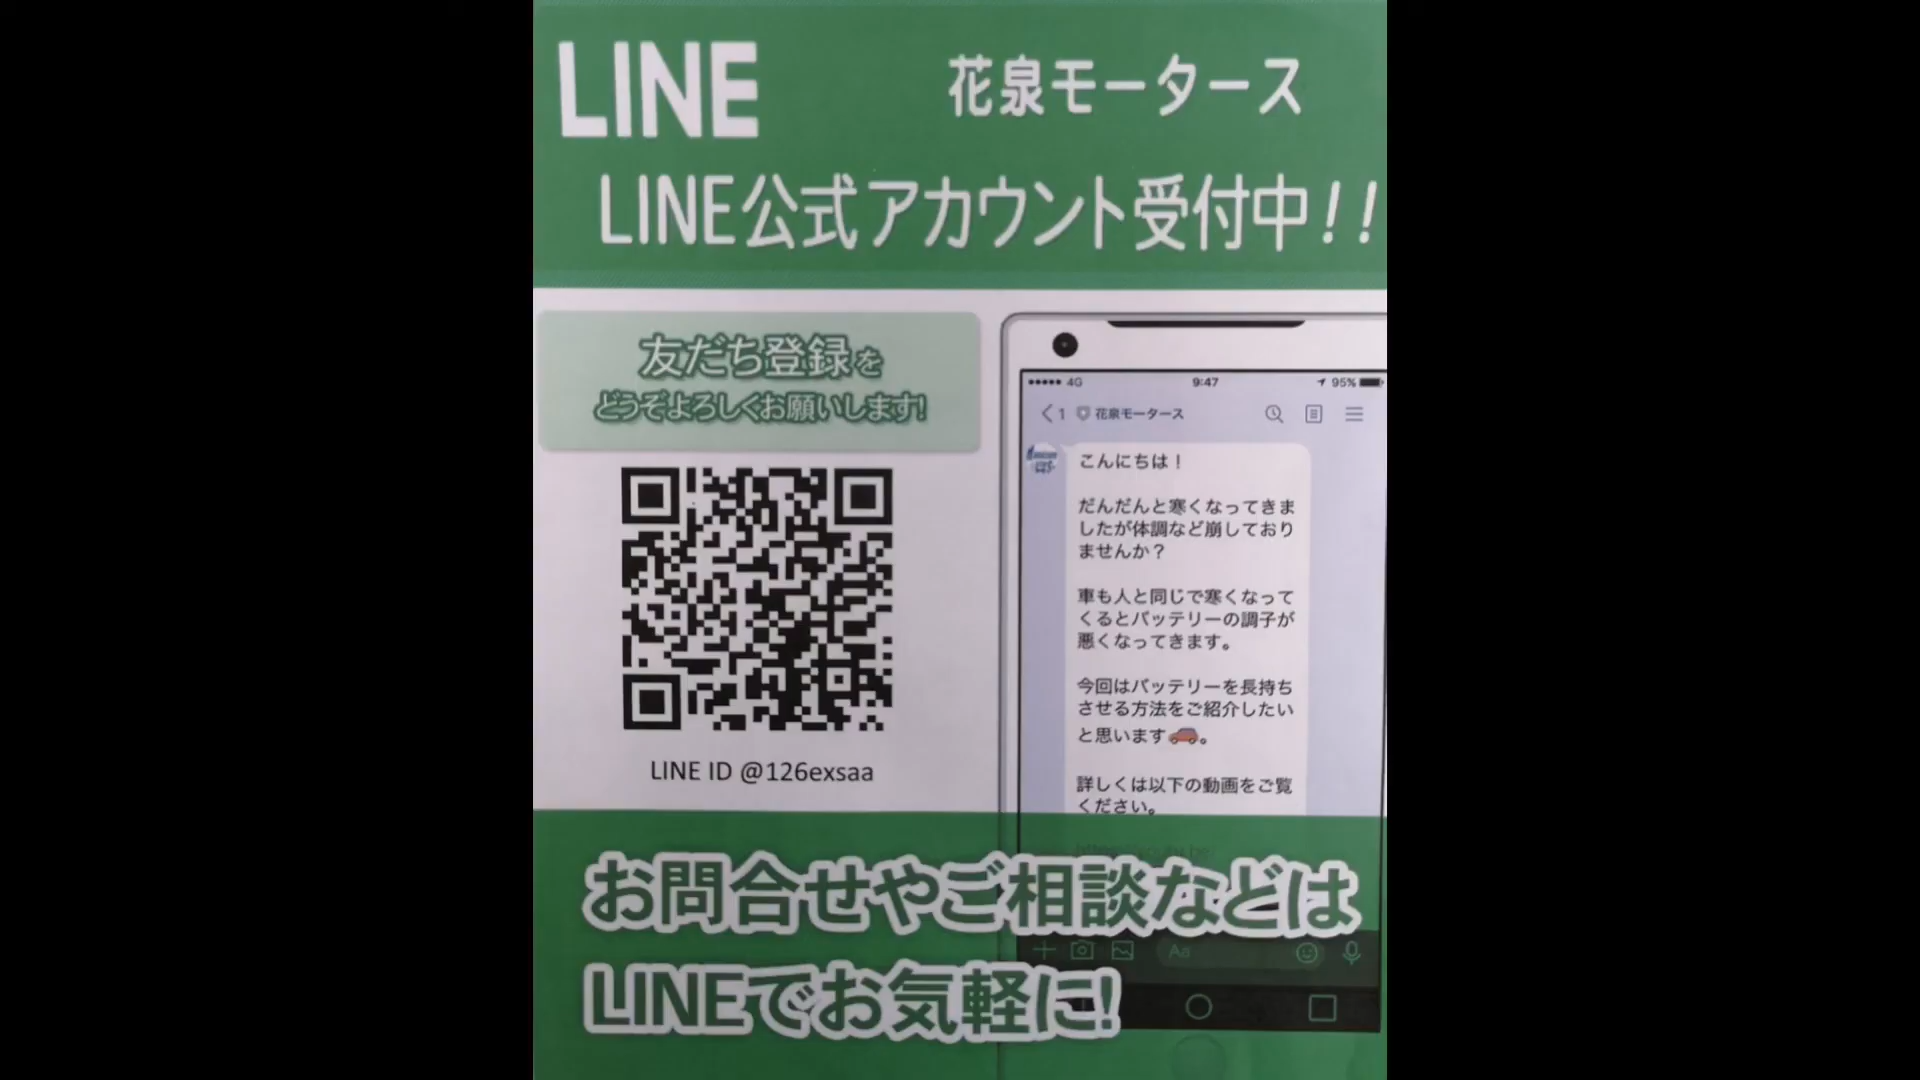 LINE 花泉モータース
LINE公式アカウント受付中!!
友だち登録を
どうぞよろしくお願いします!
LINE ID @126exsaa
4G 9:47 95%
1 花泉モータース
こんにちは！
だんだんと寒くなってきま
したが体調など崩しており
ませんか？
車も人と同じで寒くなって
くるとバッテリーの調子が
悪くなってきます。
今回はバッテリーを長持ち
させる方法をご紹介したい
と思います🚗。
詳しくは以下の動画をご覧
ください。
お問合せやご相談などは
Aa
LINEでお気軽に!